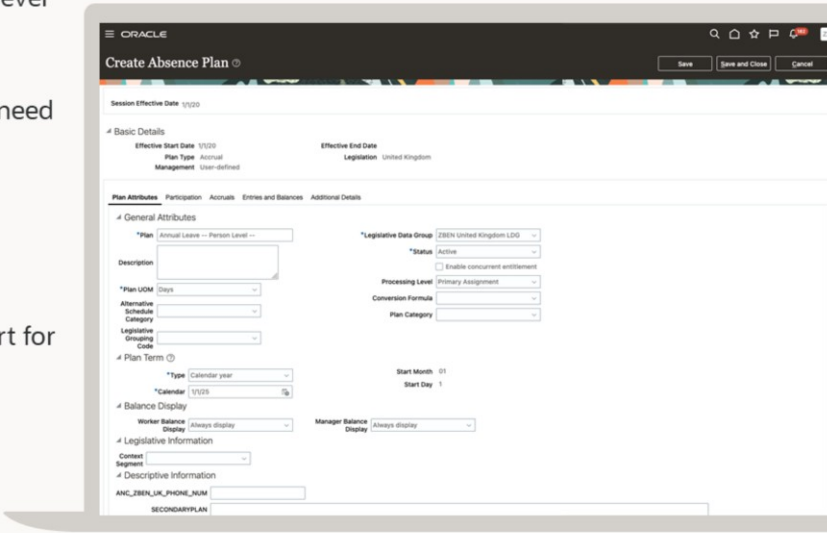 ever
need
rt for
ORACLE
182
Create Absence Plan
Save
Save and Close
Cancel
Session Effective Date 1/1/20
Basic Details
Effective Start Date 1/1/20
Effective End Date
Plan Type Accrual
Legislation United Kingdom
Management User-defined
Plan Attributes Participation Accruals Entries and Balances Additional Details
General Attributes
*Plan Annual Leave -- Person Level --
*Legislative Data Group ZBEN United Kingdom LDG
*Status Active
Description
Enable concurrent entitlement
Processing Level Primary Assignment
*Plan UOM Days
Conversion Formula
Alternative
Schedule
Category
Plan Category
Legislative
Grouping
Code
Plan Term
*Type Calendar year
Start Month 01
*Calendar 1/1/25
Start Day 1
Balance Display
Worker Balance
Display Always display
Manager Balance
Display Always display
Legislative Information
Context
Segment
Descriptive Information
ANC_ZBEN_UK_PHONE_NUM
SECONDARYPLAN